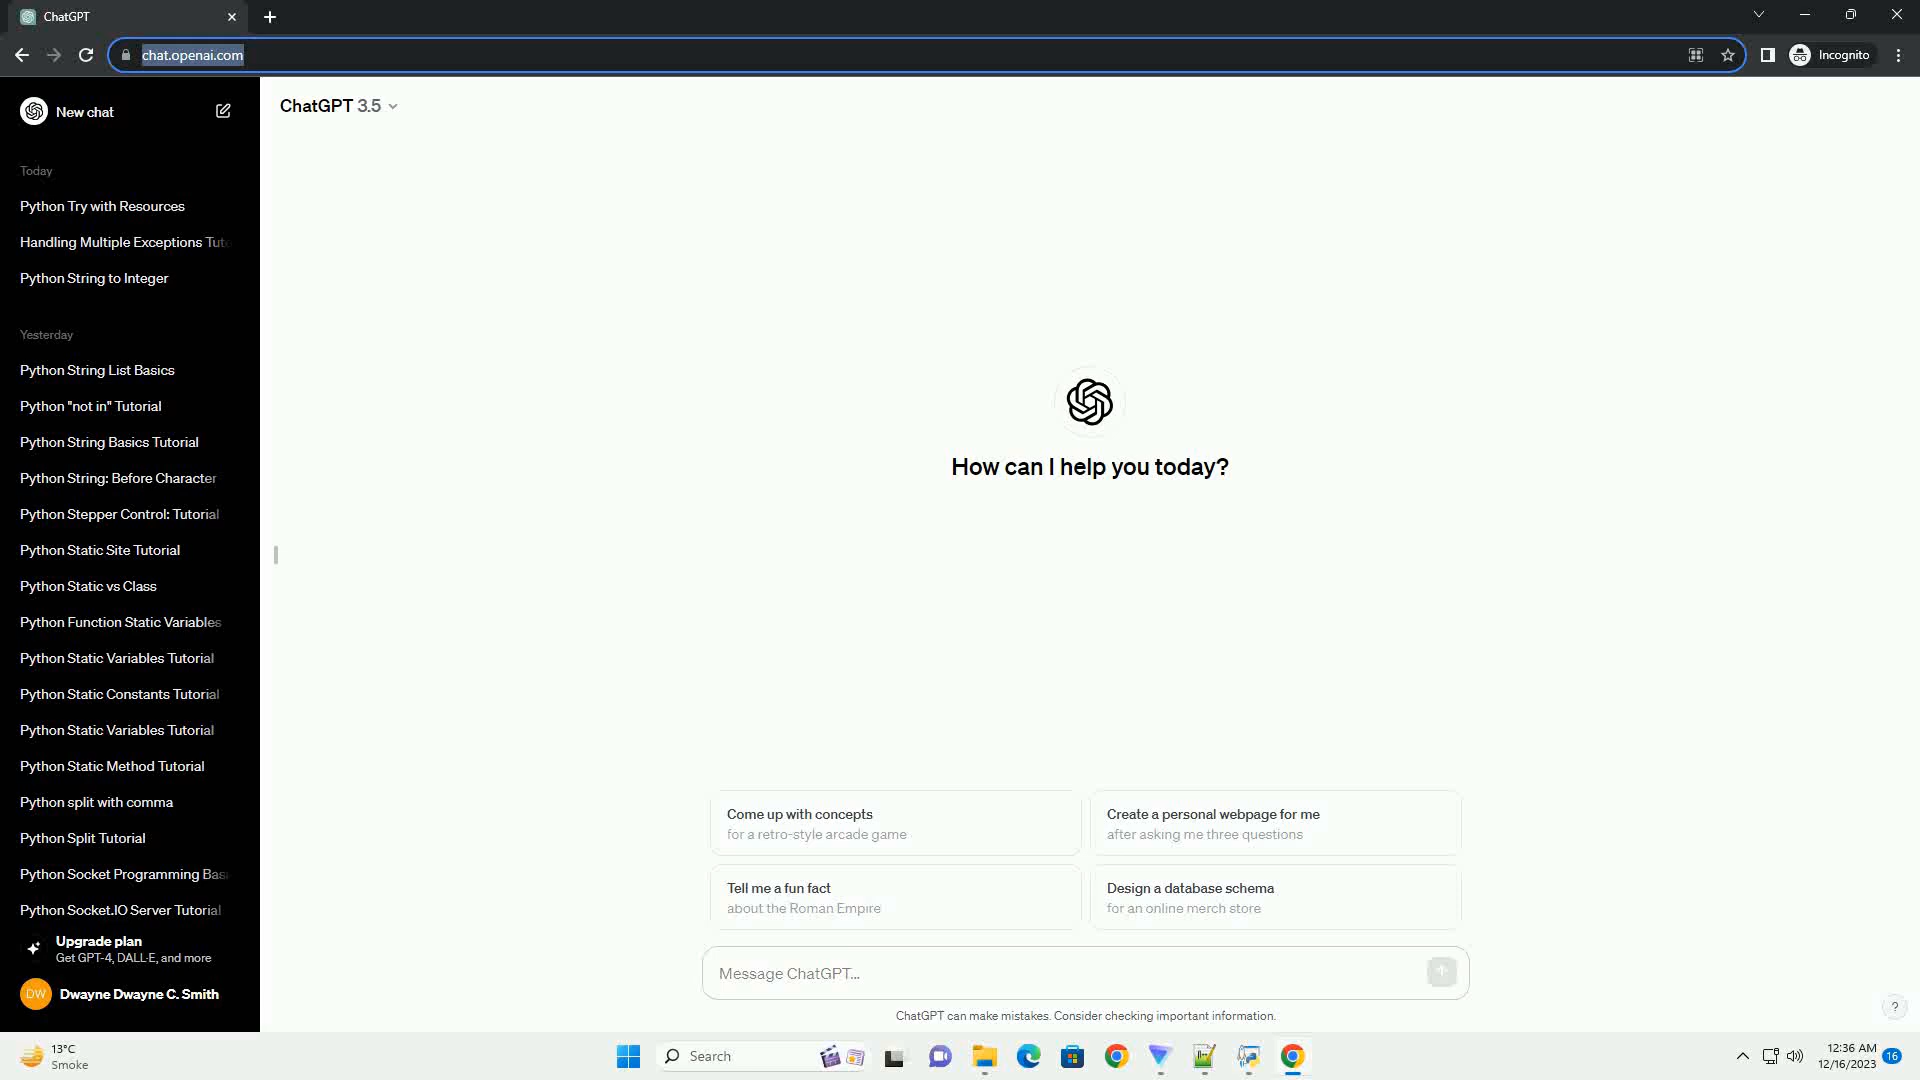 ChatGPT
chat.openai.com
Incognito
New chat
ChatGPT 3.5
Today
Python Try with Resources
Handling Multiple Exceptions Tuto
Python String to Integer
Yesterday
Python String List Basics
Python "not in" Tutorial
Python String Basics Tutorial
Python String: Before Character
Python Stepper Control: Tutorial
Python Static Site Tutorial
Python Static vs Class
Python Function Static Variables
Python Static Variables Tutorial
Python Static Constants Tutorial
Python Static Variables Tutorial
Python Static Method Tutorial
Python split with comma
Python Split Tutorial
Python Socket Programming Bas
Python Socket.IO Server Tutorial
Upgrade plan
Get GPT-4, DALL·E, and more
DW
Dwayne Dwayne C. Smith
How can I help you today?
Come up with concepts
for a retro-style arcade game
Create a personal webpage for me
after asking me three questions
Tell me a fun fact
about the Roman Empire
Design a database schema
for an online merch store
Message ChatGPT...
ChatGPT can make mistakes. Consider checking important information.
?
13°C
Smoke
Search
12:36 AM
12/16/2023
16